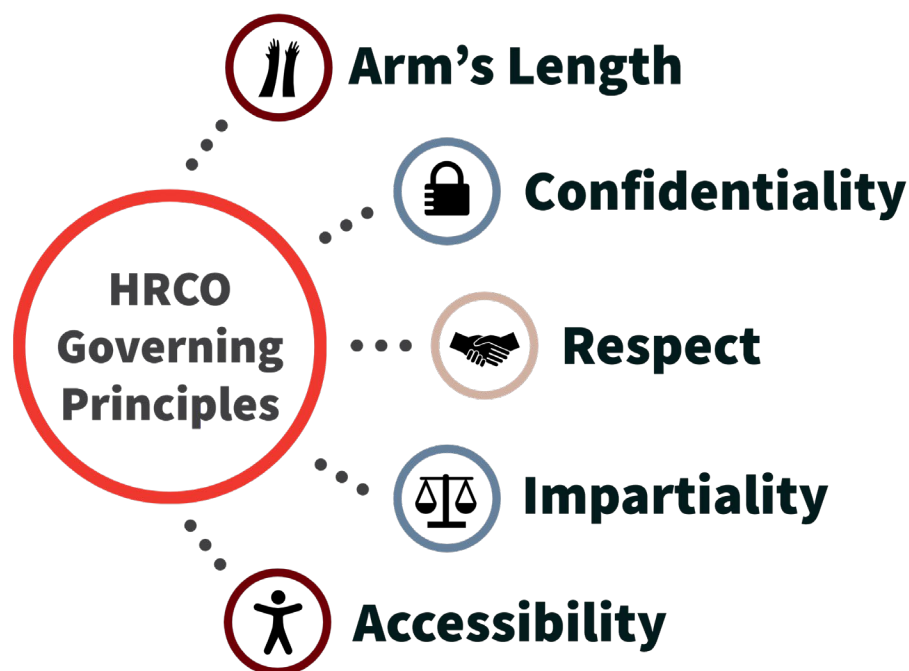 Arm’s Length
Confidentiality
HRCO
Governing
Principles
Respect
Impartiality
Accessibility